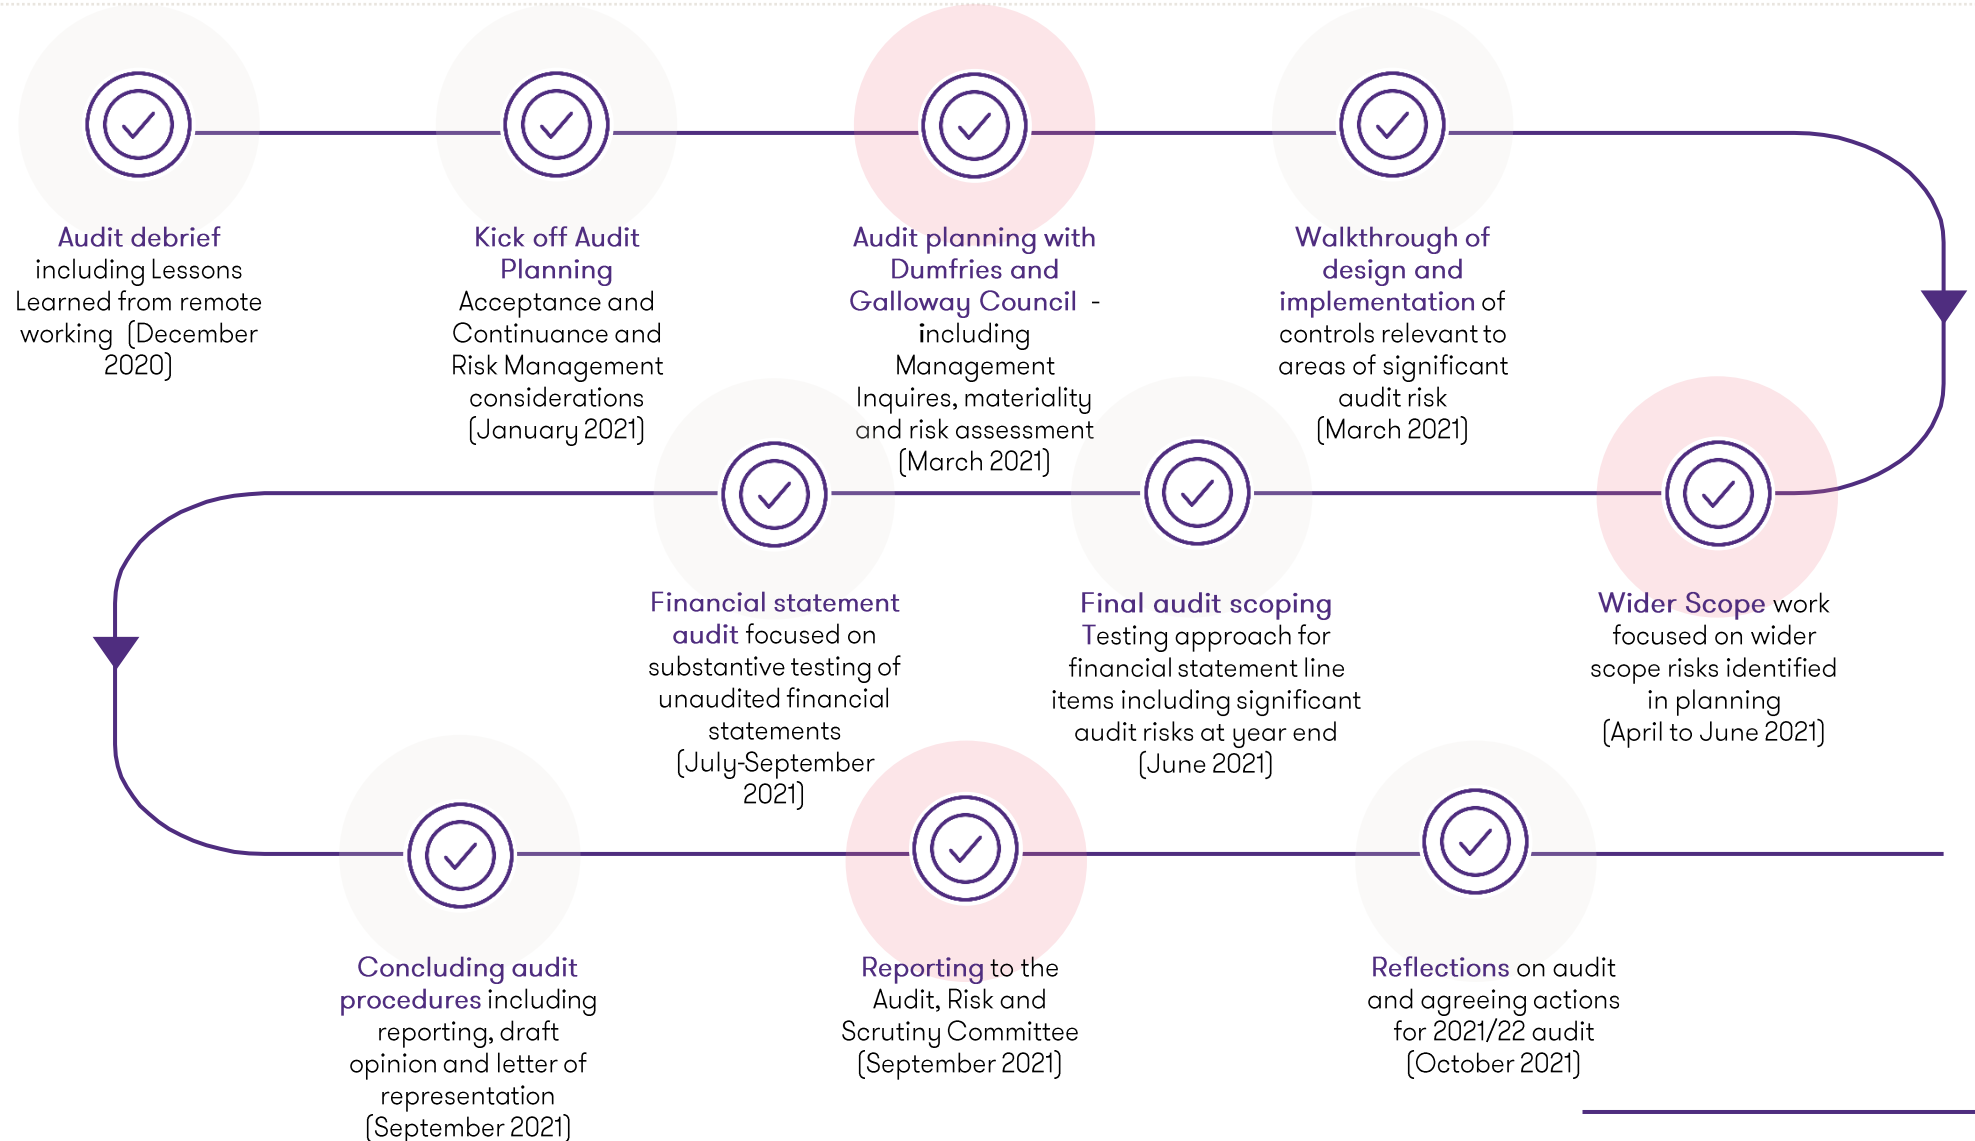 Audit debrief
including Lessons
Learned from remote
working (December
2020)
Kick off Audit
Planning
Acceptance and
Continuance and
Risk Management
considerations
(January 2021)
Audit planning with
Dumfries and
Galloway Council -
including
Management
Inquires, materiality
and risk assessment
(March 2021)
Walkthrough of
design and
implementation of
controls relevant to
areas of significant
audit risk
(March 2021)
Wider Scope work
focused on wider
scope risks identified
in planning
(April to June 2021)
Final audit scoping
Testing approach for
financial statement line
items including significant
audit risks at year end
(June 2021)
Financial statement
audit focused on
substantive testing of
unaudited financial
statements
(July-September
2021)
Concluding audit
procedures including
reporting, draft
opinion and letter of
representation
(September 2021)
Reporting to the
Audit, Risk and
Scrutiny Committee
(September 2021)
Reflections on audit
and agreeing actions
for 2021/22 audit
(October 2021)